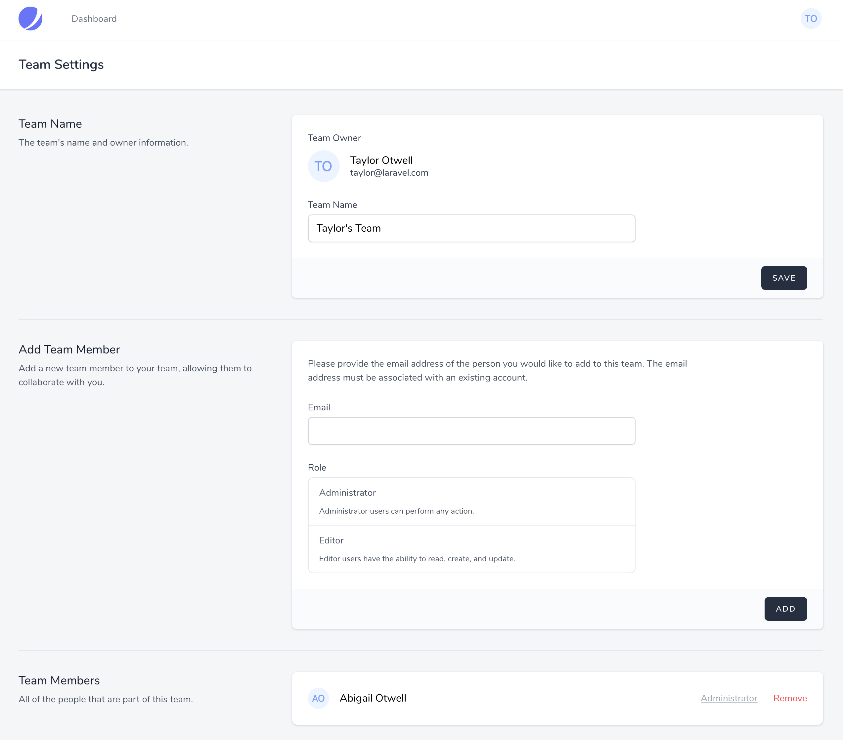 Dashboard
TO
Team Settings
Team Name
The team's name and owner information.
Team Owner
TO
Taylor Otwell
taylor@laravel.com
Team Name
Taylor's Team
SAVE
Add Team Member
Add a new team member to your team, allowing them to
collaborate with you.
Please provide the email address of the person you would like to add to this team. The email
address must be associated with an existing account.
Email
Role
Administrator
Administrator users can perform any action.
Editor
Editor users have the ability to read, create, and update.
ADD
Team Members
All of the people that are part of this team.
AO
Abigail Otwell
Administrator
Remove